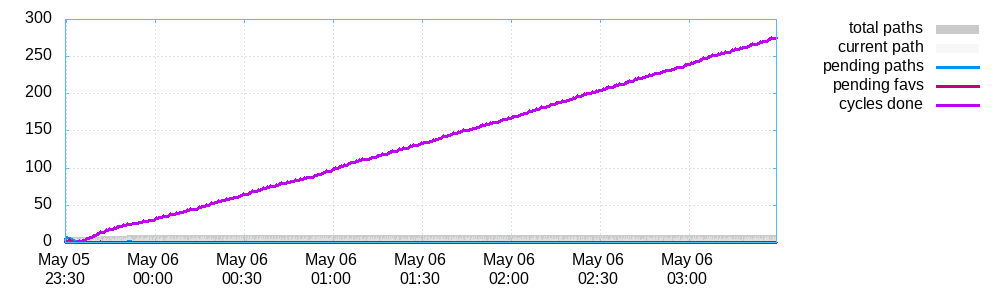 300
250
200
150
100
50
0
May 05 May 06 May 06 May 06 May 06 May 06 May 06 May 06
23:30 00:00 00:30 01:00 01:30 02:00 02:30 03:00
total paths
current path
pending paths
pending favs
cycles done